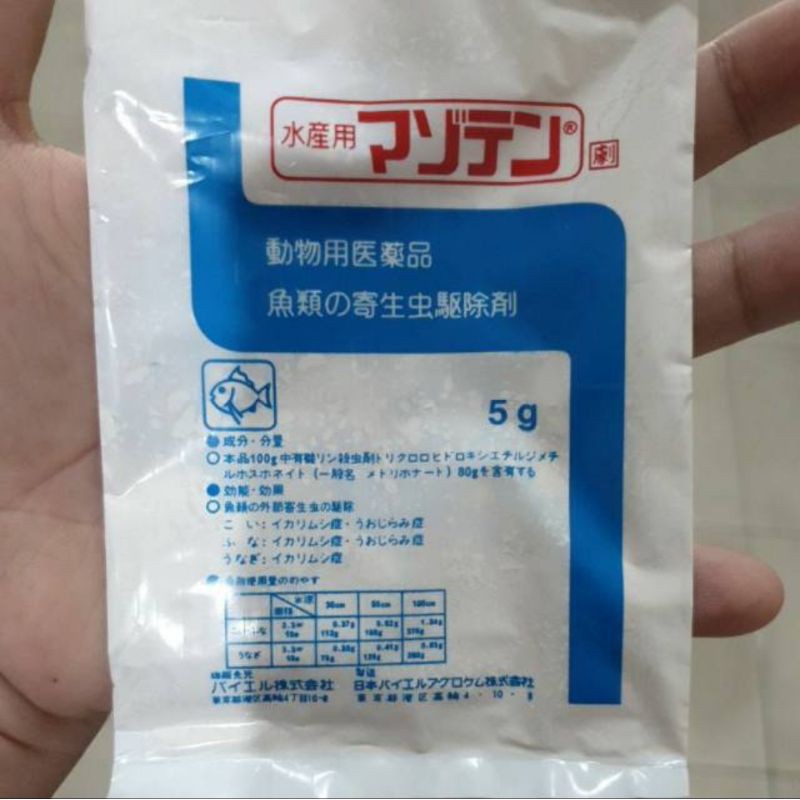 水産用 マゾテン® 劇
動物用医薬品
魚類の寄生虫駆除剤
5g
成分・分量
○本品100g中有機リン殺虫剤トリクロロヒドロキシエチルジメチ
ルホスホネイト(一般名 メトリホナート)80gを含有する
●効能・効果
○魚類の外部寄生虫の駆除
こい:イカリムシ症・うおじらみ症
ふな:イカリムシ症・うおじらみ症
うなぎ:イカリムシ症
水深
面積
うなぎ
バイエル株式会社 日本バイエルアグロケム株式会社